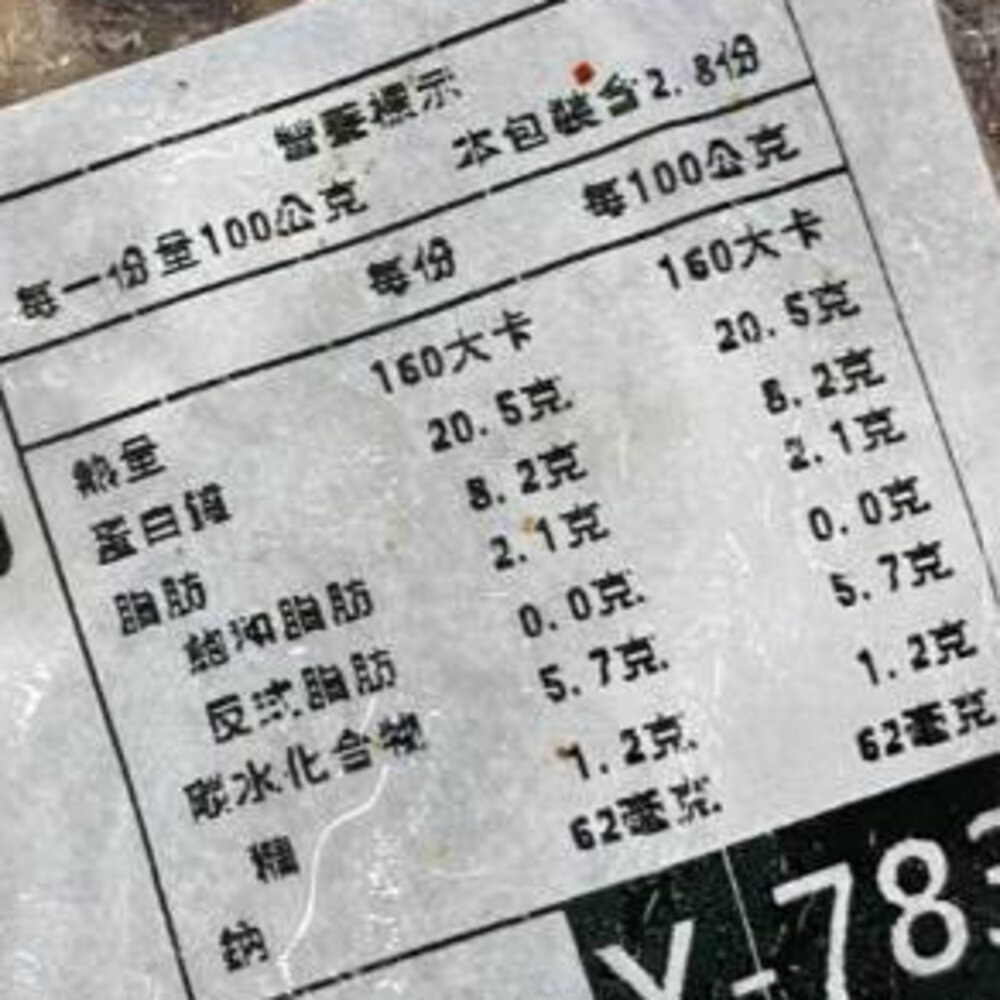 營養標示
每一份量100公克 本包裝含2.8份
每份 每100公克
熱量 160大卡 160大卡
蛋白質 20.5克 20.5克
脂肪 8.2克 8.2克
飽和脂肪 2.1克 2.1克
反式脂肪 0.0克 0.0克
碳水化合物 5.7克 5.7克
糖 1.2克 1.2克
鈉 62毫克 62毫克
Y-783